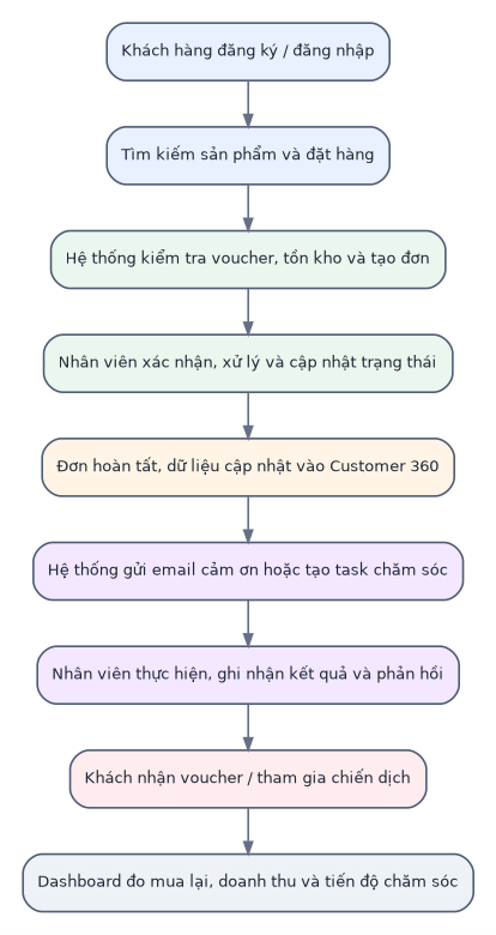 Khách hàng đăng ký / đăng nhập
Tìm kiếm sản phẩm và đặt hàng
Hệ thống kiểm tra voucher, tồn kho và tạo đơn
Nhân viên xác nhận, xử lý và cập nhật trạng thái
Đơn hoàn tất, dữ liệu cập nhật vào Customer 360
Hệ thống gửi email cảm ơn hoặc tạo task chăm sóc
Nhân viên thực hiện, ghi nhận kết quả và phản hồi
Khách nhận voucher / tham gia chiến dịch
Dashboard đo mua lại, doanh thu và tiến độ chăm sóc